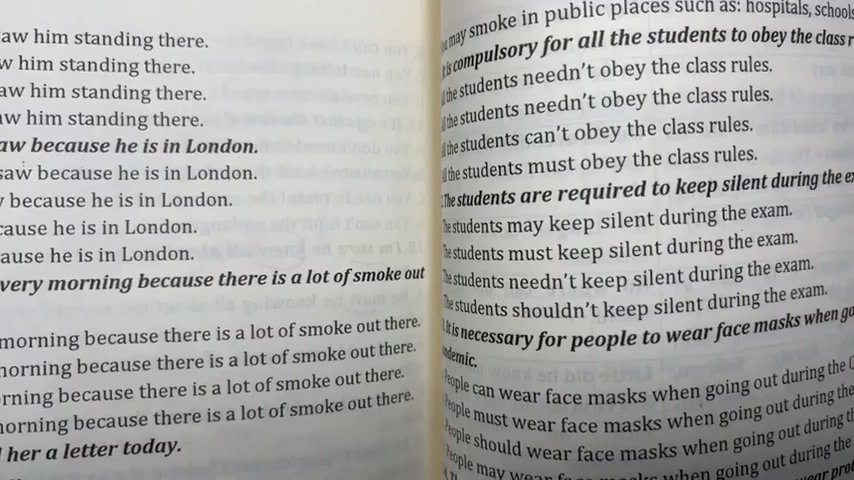 aw him standing there.
w him standing there.
aw him standing there.
aw him standing there.
aw because he is in London.
saw because he is in London.
because he is in London.
cause he is in London.
ause he is in London.
very morning because there is a lot of smoke out
morning because there is a lot of smoke out there.
norning because there is a lot of smoke out there.
rning because there is a lot of smoke out there.
norning because there is a lot of smoke out there.
her a letter today.
may smoke in public places such as: hospitals, schools
It is compulsory for all the students to obey the class r
the students needn't obey the class rules.
the students needn't obey the class rules.
the students can't obey the class rules.
the students must obey the class rules.
The students are required to keep silent during the ex
The students may keep silent during the exam.
The students must keep silent during the exam.
The students needn't keep silent during the exam.
The students shouldn't keep silent during the exam.
It is necessary for people to wear face masks when go
ndemic.
People can wear face masks when going out during the C
People must wear face masks when going out during the
People should wear face masks when going out during th
People may wear face masks when going out during the
wear prot